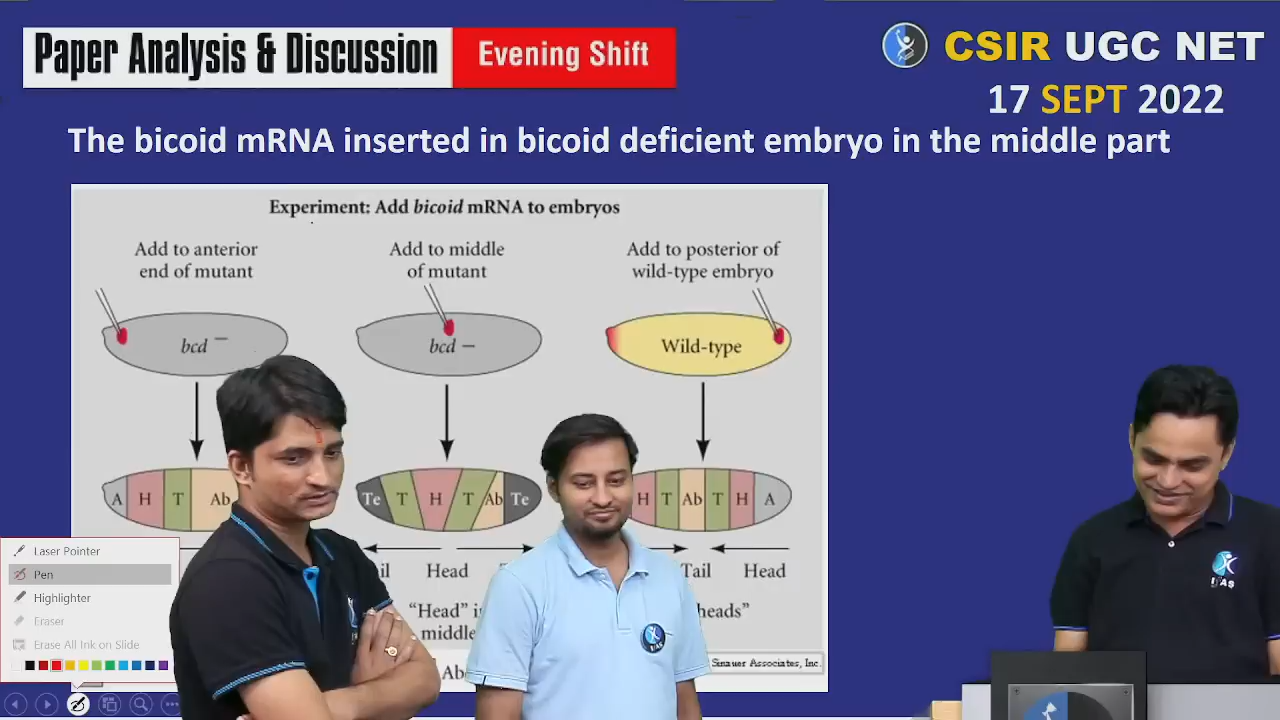 Paper Analysis & Discussion
Evening Shift
CSIR UGC NET
17 SEPT 2022
The bicoid mRNA inserted in bicoid deficient embryo in the middle part
Experiment: Add bicoid mRNA to embryos
Add to anterior
end of mutant
Add to middle
of mutant
Add to posterior of
wild-type embryo
bcd –
bcd –
Wild-type
A H T Ab
Te T H T Ab Te
H T Ab T H A
Head
Tail Head
"Head"
middle
heads"
Sinauer Associates, Inc.
Laser Pointer
Pen
Highlighter
Eraser
Erase All Ink on Slide
IFAS
IFAS